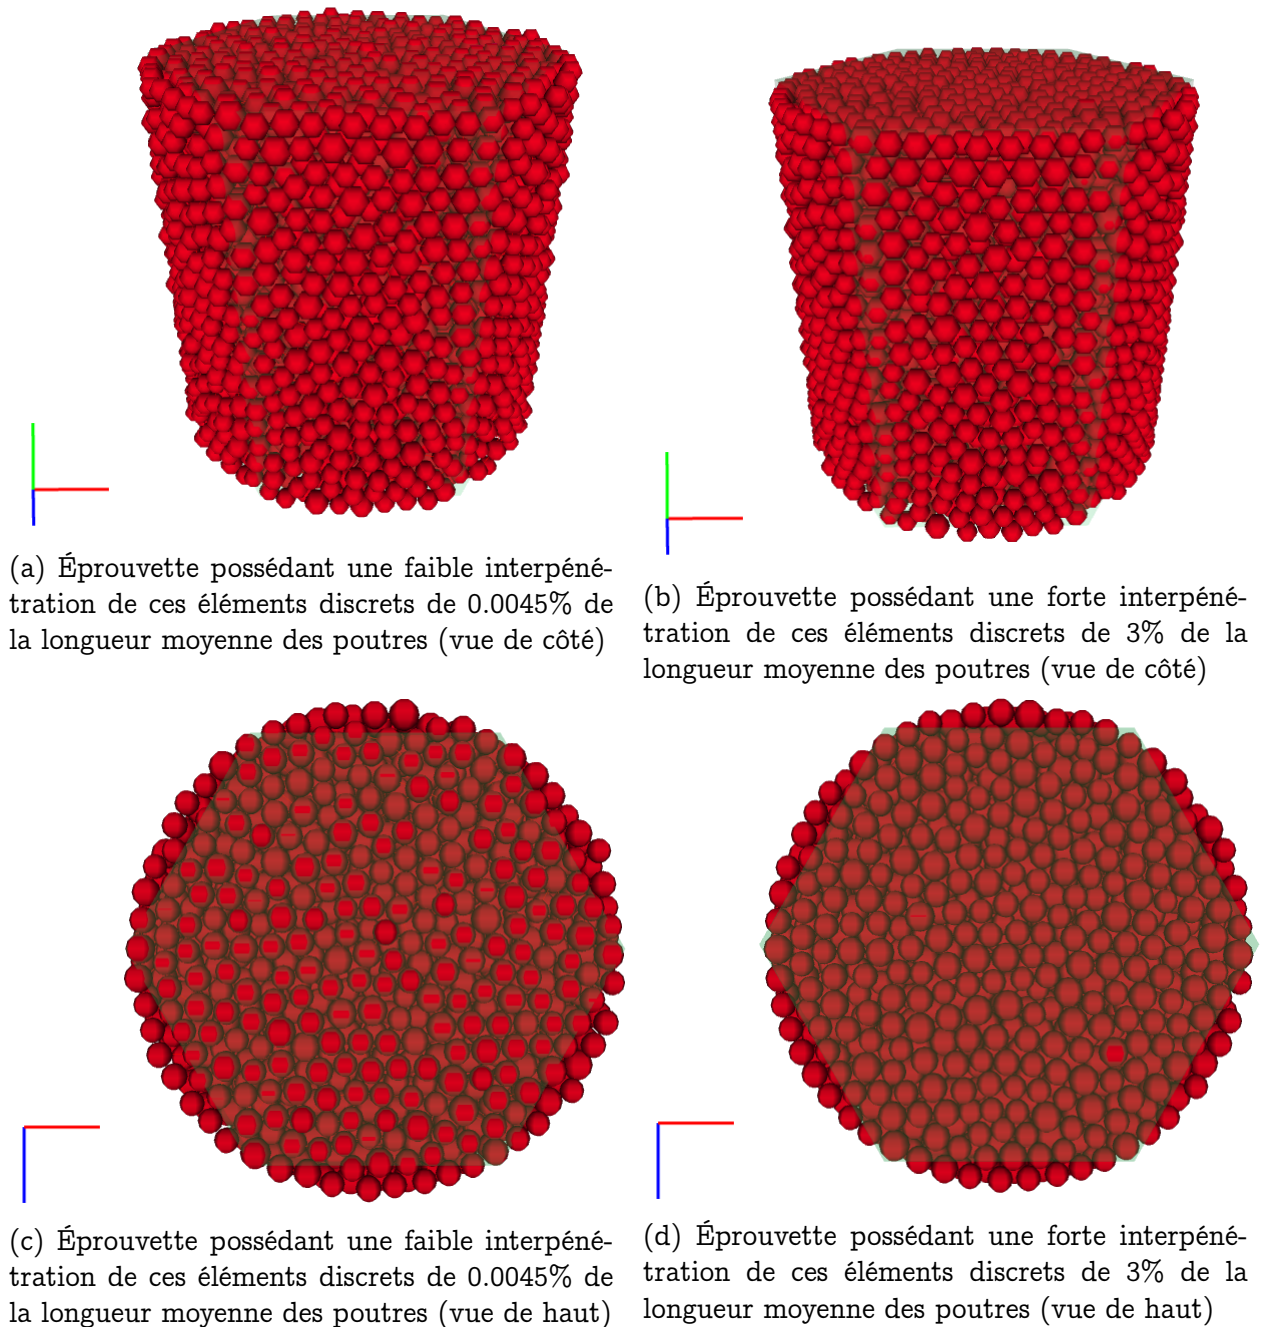 (a) Éprouvette possédant une faible interpéné-
tration de ces éléments discrets de 0.0045% de
la longueur moyenne des poutres (vue de côté)
(b) Éprouvette possédant une forte interpéné-
tration de ces éléments discrets de 3% de la
longueur moyenne des poutres (vue de côté)
(c) Éprouvette possédant une faible interpéné-
tration de ces éléments discrets de 0.0045% de
la longueur moyenne des poutres (vue de haut)
(d) Éprouvette possédant une forte interpéné-
tration de ces éléments discrets de 3% de la
longueur moyenne des poutres (vue de haut)